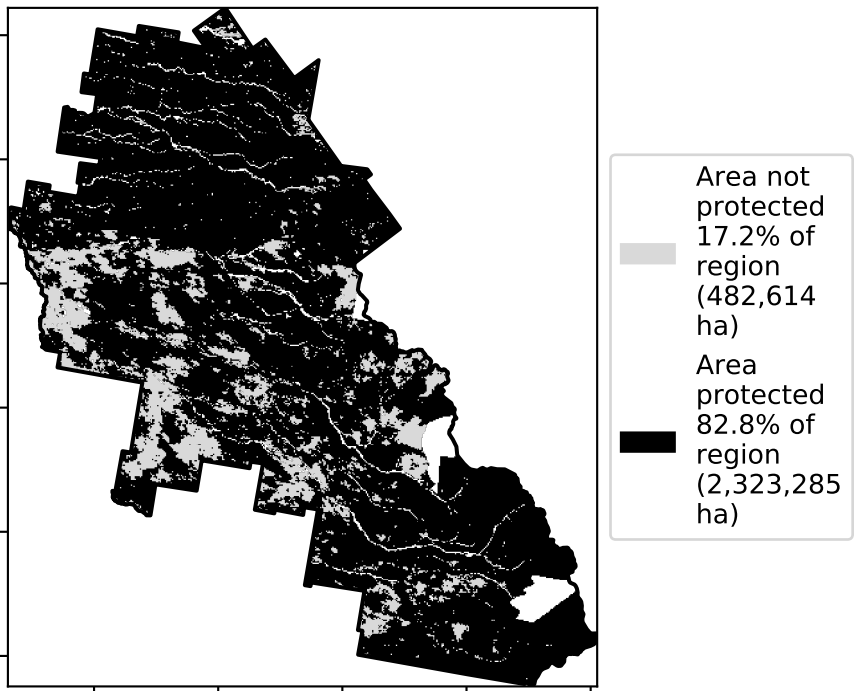 Area not
protected
17.2% of
region
(482,614
ha)
Area
protected
82.8% of
region
(2,323,285
ha)